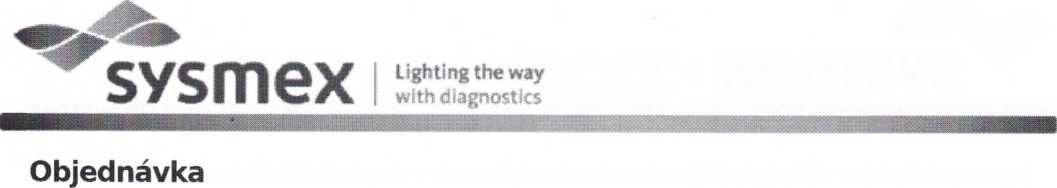 sysmex
Lighting the way
with diagnostics
Objednávka